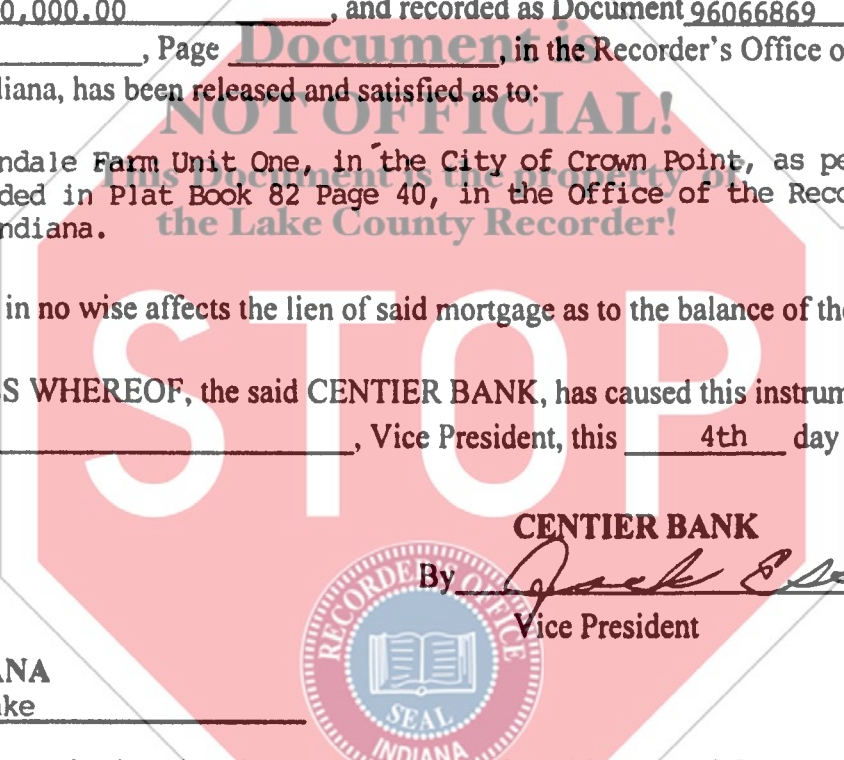 0,000.00, and recorded as Document 96066869
, Page, in the Recorder's Office o
diana, has been released and satisfied as to:
ndale Farm Unit One, in the City of Crown Point, as pe
ded in Plat Book 82 Page 40, in the Office of the Reco
ndiana.
in no wise affects the lien of said mortgage as to the balance of the
S WHEREOF, the said CENTIER BANK, has caused this instrum
, Vice President, this 4th day
CENTIER BANK
By Jack
Vice President
ANA
ke
Document is
NOT OFFICIAL!
This Document is the property of
the Lake County Recorder!
STOP
RECORDER'S OFFICE
SEAL
INDIANA